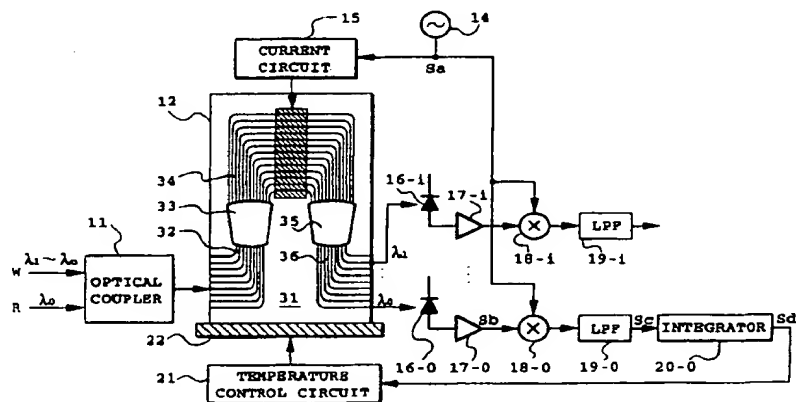 15
14
CURRENT
CIRCUIT
Sa
12
34
33
32
35
36
31
22
11
W λ1~λn
R λ0
OPTICAL
COUPLER
λi
λ0
16-i
17-i
18-i
LPF
19-i
Sb
16-0
17-0
18-0
LPF
19-0
Sc
INTEGRATOR
20-0
Sd
21
TEMPERATURE
CONTROL CIRCUIT